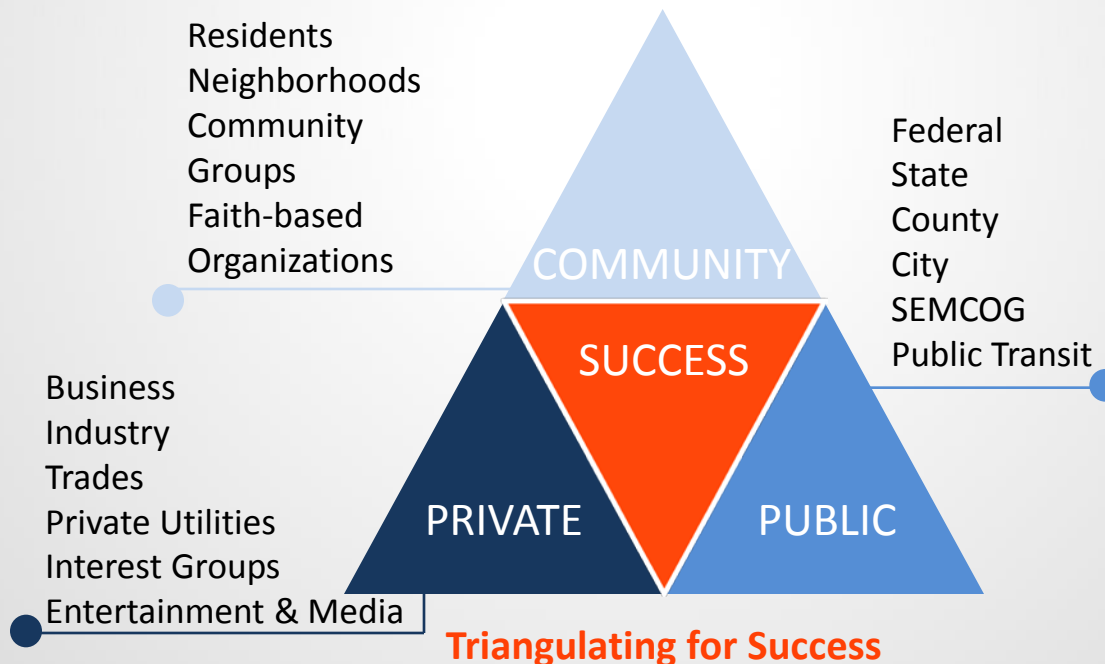 Residents
Neighborhoods
Community
Groups
Faith-based
Organizations
Federal
State
County
City
SEMCOG
Public Transit
COMMUNITY
SUCCESS
Business
Industry
Trades
Private Utilities
Interest Groups
Entertainment & Media
PRIVATE
PUBLIC
Triangulating for Success